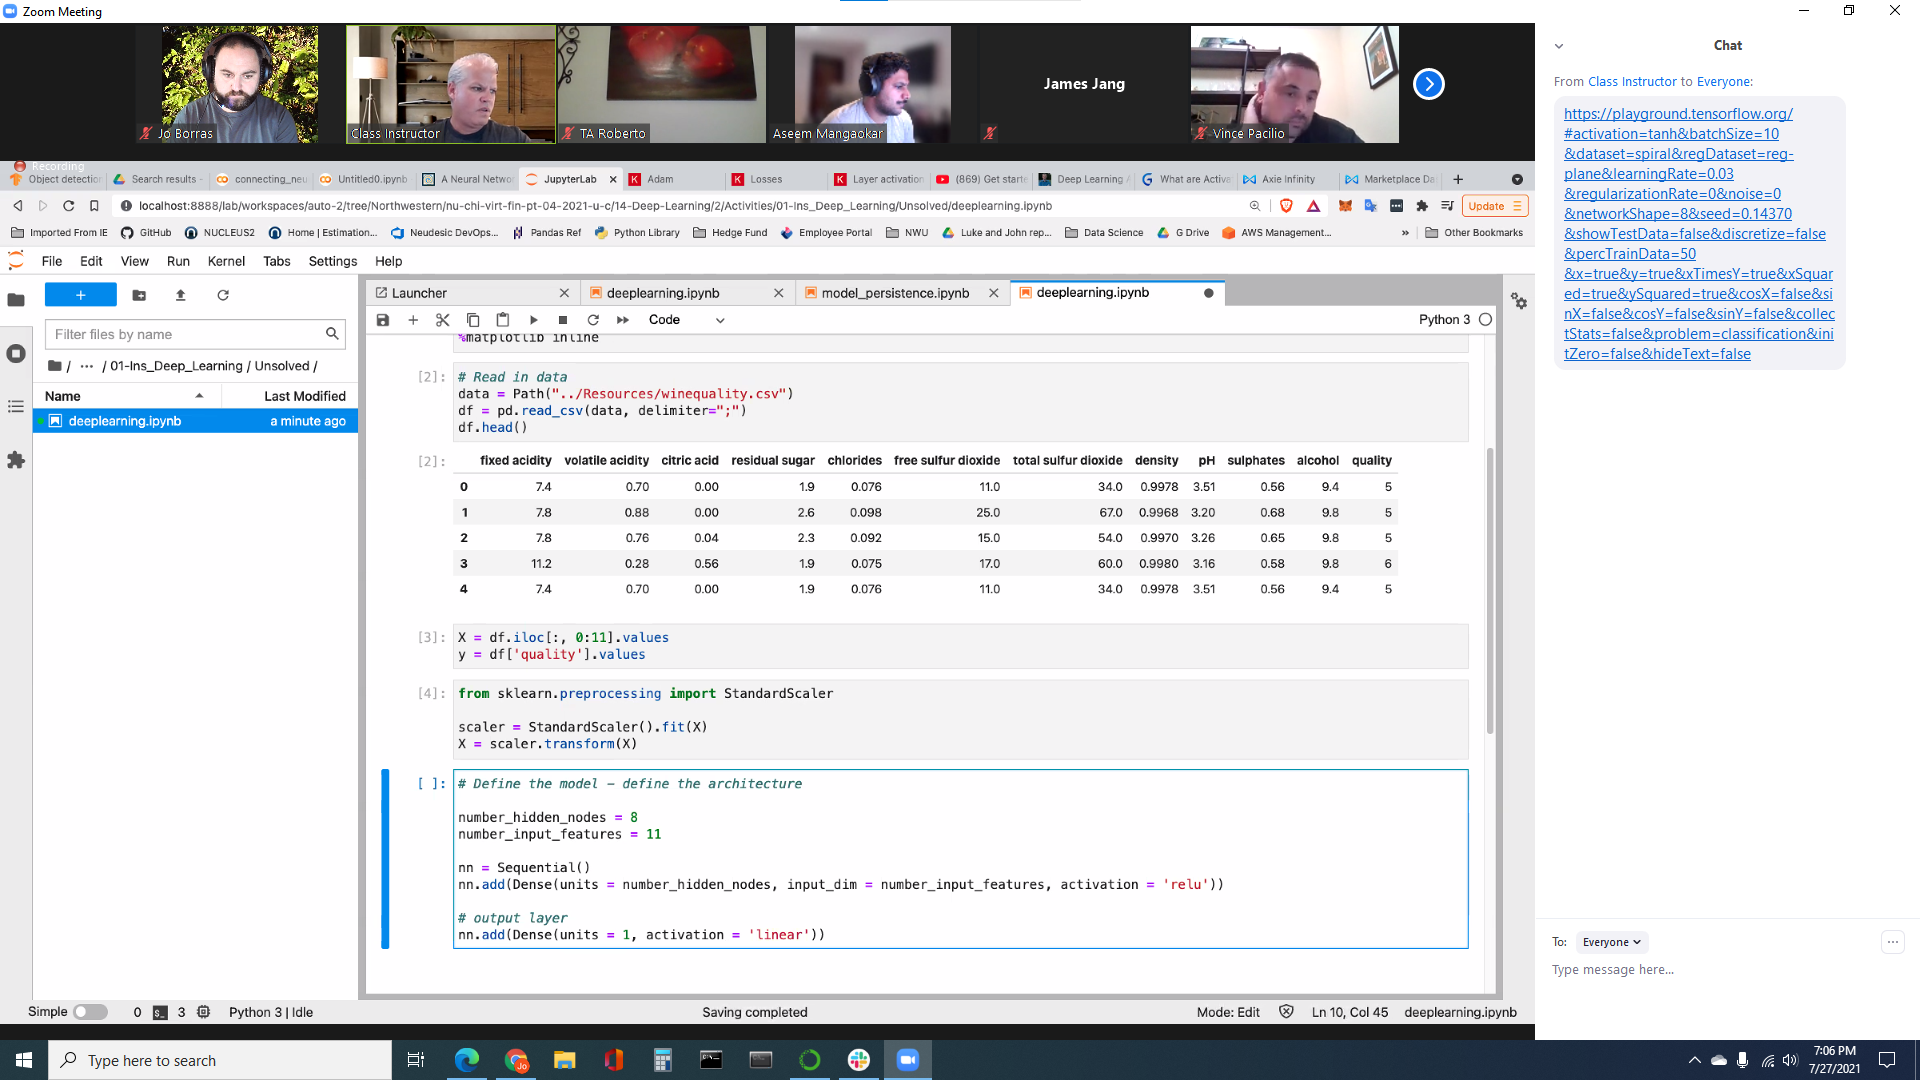 Zoom Meeting
Jo Borras
Class Instructor
TA Roberto
Aseem Mangaokar
James Jang
Vince Pacilio
Recording
Object detection
Search results -
connecting_neu
Untitled0.ipynb
A Neural Netwo
JupyterLab
Adam
Losses
Layer activation
(869) Get starte
Deep Learning
What are Activa
Axie Infinity
Marketplace Da
localhost:8888/lab/workspaces/auto-2/tree/Northwestern/nu-chi-virt-fin-pt-04-2021-u-c/14-Deep-Learning/2/Activities/01-Ins_Deep_Learning/Unsolved/deeplearning.ipynb
Update
Imported From IE
GitHub
NUCLEUS2
Home | Estimation...
Neudesic DevOps...
Pandas Ref
Python Library
Hedge Fund
Employee Portal
NWU
Luke and John rep...
Data Science
G Drive
AWS Management...
»
Other Bookmarks
File Edit View Run Kernel Tabs Settings Help
Filter files by name
/ ··· / 01-Ins_Deep_Learning / Unsolved /
Name Last Modified
deeplearning.ipynb a minute ago
Launcher
deeplearning.ipynb
model_persistence.ipynb
deeplearning.ipynb
Code
Python 3
%matplotlib inline
[2]: # Read in data
data = Path("../Resources/winequality.csv")
df = pd.read_csv(data, delimiter=";")
df.head()
[2]: fixed acidity volatile acidity citric acid residual sugar chlorides free sulfur dioxide total sulfur dioxide density pH sulphates alcohol quality
0 7.4 0.70 0.00 1.9 0.076 11.0 34.0 0.9978 3.51 0.56 9.4 5
1 7.8 0.88 0.00 2.6 0.098 25.0 67.0 0.9968 3.20 0.68 9.8 5
2 7.8 0.76 0.04 2.3 0.092 15.0 54.0 0.9970 3.26 0.65 9.8 5
3 11.2 0.28 0.56 1.9 0.075 17.0 60.0 0.9980 3.16 0.58 9.8 6
4 7.4 0.70 0.00 1.9 0.076 11.0 34.0 0.9978 3.51 0.56 9.4 5
[3]: X = df.iloc[:, 0:11].values
y = df['quality'].values
[4]: from sklearn.preprocessing import StandardScaler
scaler = StandardScaler().fit(X)
X = scaler.transform(X)
[ ]: # Define the model – define the architecture
number_hidden_nodes = 8
number_input_features = 11
nn = Sequential()
nn.add(Dense(units = number_hidden_nodes, input_dim = number_input_features, activation = 'relu'))
# output layer
nn.add(Dense(units = 1, activation = 'linear'))
Simple 0 3 Python 3 | Idle
Saving completed
Mode: Edit
Ln 10, Col 45
deeplearning.ipynb
Chat
From Class Instructor to Everyone:
https://playground.tensorflow.org/
#activation=tanh&batchSize=10
&dataset=spiral&regDataset=reg-
plane&learningRate=0.03
&regularizationRate=0&noise=0
&networkShape=8&seed=0.14370
&showTestData=false&discretize=false
&percTrainData=50
&x=true&y=true&xTimesY=true&xSquar
ed=true&ySquared=true&cosX=false&si
nX=false&cosY=false&sinY=false&collec
tStats=false&problem=classification&ini
tZero=false&hideText=false
To: Everyone
Type message here...
Type here to search
7:06 PM
7/27/2021